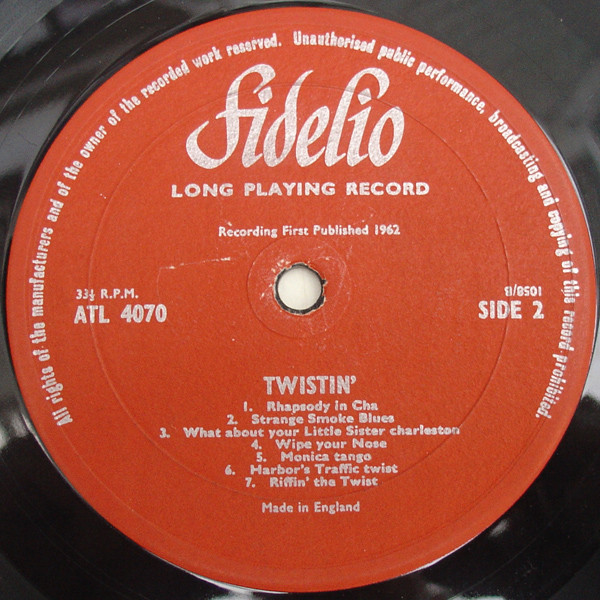 All rights of the manufacturers and of the owner of the recorded work reserved. Unauthorised public performance, broadcasting and copying of this record prohibited.
Fidelio
LONG PLAYING RECORD
Recording First Published 1962
33⅓ R.P.M.
ATL 4070
1058/B
SIDE 2
TWISTIN'
1. Rhapsody in Cha
2. Strange Smoke Blues
3. What about your Little Sister charleston
4. Wipe your Nose
5. Monica tango
6. Harbor's Traffic twist
7. Riffin' the Twist
Made in England